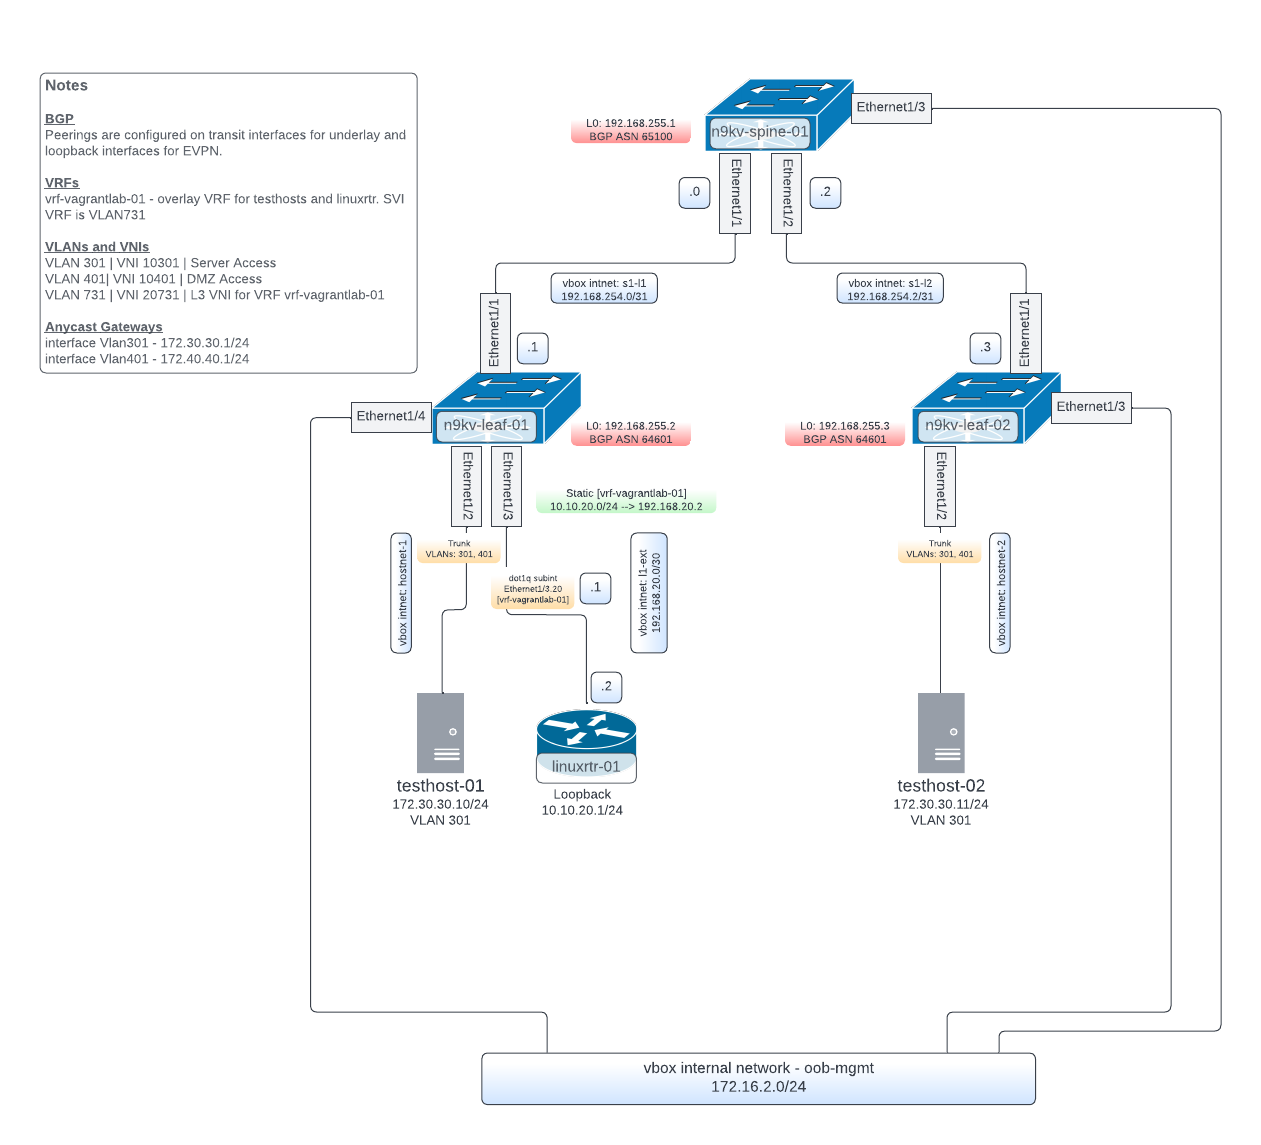 Notes
BGP
Peerings are configured on transit interfaces for underlay and
loopback interfaces for EVPN.
VRFs
vrf-vagrantlab-01 - overlay VRF for testhosts and linuxrtr. SVI
VRF is VLAN731
VLANs and VNIs
VLAN 301 | VNI 10301 | Server Access
VLAN 401| VNI 10401 | DMZ Access
VLAN 731 | VNI 20731 | L3 VNI for VRF vrf-vagrantlab-01
Anycast Gateways
interface Vlan301 - 172.30.30.1/24
interface Vlan401 - 172.40.40.1/24
L0: 192.168.255.1
BGP ASN 65100
n9kv-spine-01
Ethernet1/3
.0
Ethernet1/1
Ethernet1/2
.2
vbox intnet: s1-l1
192.168.254.0/31
vbox intnet: s1-l2
192.168.254.2/31
Ethernet1/1
.1
.3
Ethernet1/1
Ethernet1/4
n9kv-leaf-01
L0: 192.168.255.2
BGP ASN 64601
L0: 192.168.255.3
BGP ASN 64601
n9kv-leaf-02
Ethernet1/3
Ethernet1/2
Ethernet1/3
Static [vrf-vagrantlab-01]
10.10.20.0/24 --> 192.168.20.2
Ethernet1/2
vbox intnet: hostnet-1
Trunk
VLANs: 301, 401
dot1q subint
Ethernet1/3.20
[vrf-vagrantlab-01]
.1
vbox intnet: l1-ext
192.168.20.0/30
Trunk
VLANs: 301, 401
vbox intnet: hostnet-2
.2
linuxrtr-01
Loopback
10.10.20.1/24
testhost-01
172.30.30.10/24
VLAN 301
testhost-02
172.30.30.11/24
VLAN 301
vbox internal network - oob-mgmt
172.16.2.0/24